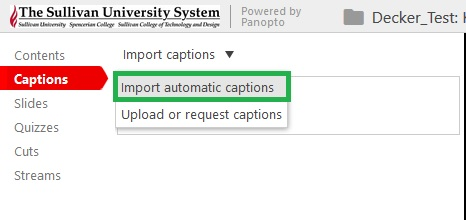 The Sullivan University System
Sullivan University Spencerian College Sullivan College of Technology and Design
Powered by
Panopto
Decker_Test:
Contents
Import captions ▼
Captions
Import automatic captions
Slides
Upload or request captions
Quizzes
Cuts
Streams